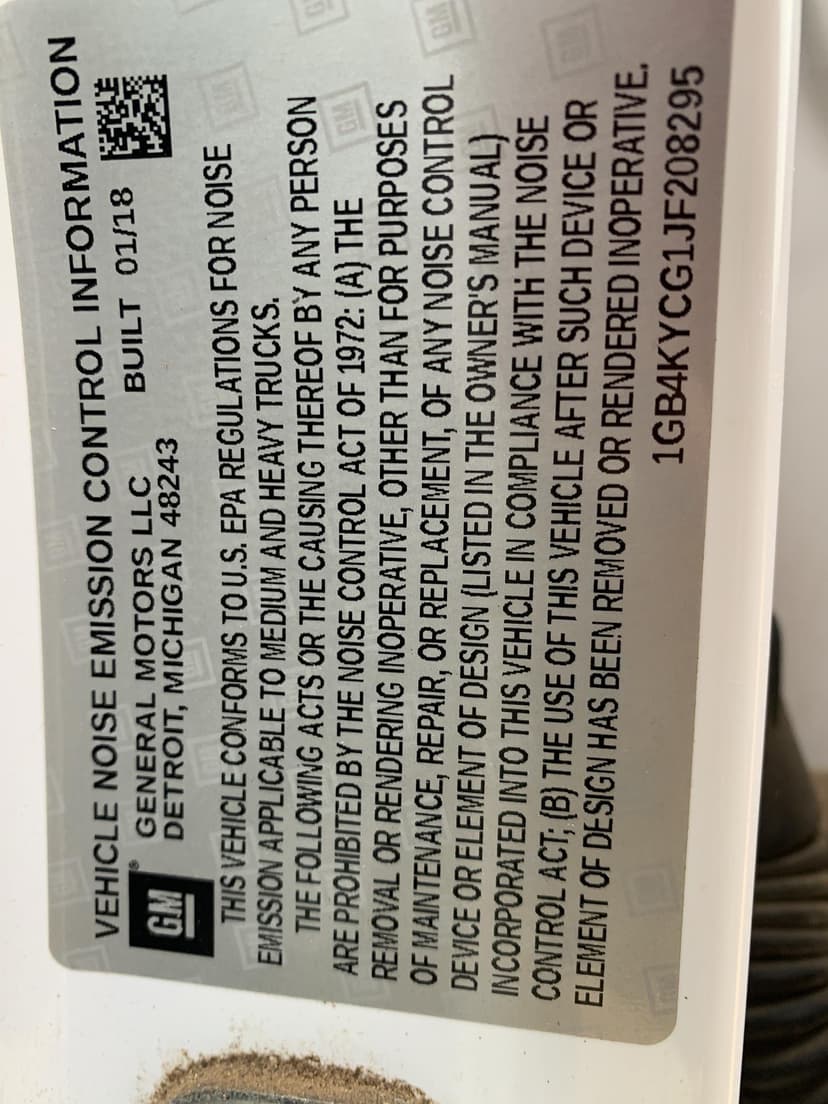 VEHICLE NOISE EMISSION CONTROL INFORMATION
GM® GENERAL MOTORS LLC BUILT 01/18
DETROIT, MICHIGAN 48243
THIS VEHICLE CONFORMS TO U.S. EPA REGULATIONS FOR NOISE
EMISSION APPLICABLE TO MEDIUM AND HEAVY TRUCKS.
THE FOLLOWING ACTS OR THE CAUSING THEREOF BY ANY PERSON
ARE PROHIBITED BY THE NOISE CONTROL ACT OF 1972: (A) THE
REMOVAL OR RENDERING INOPERATIVE, OTHER THAN FOR PURPOSES
OF MAINTENANCE, REPAIR, OR REPLACEMENT, OF ANY NOISE CONTROL
DEVICE OR ELEMENT OF DESIGN (LISTED IN THE OWNER'S MANUAL)
INCORPORATED INTO THIS VEHICLE IN COMPLIANCE WITH THE NOISE
CONTROL ACT; (B) THE USE OF THIS VEHICLE AFTER SUCH DEVICE OR
ELEMENT OF DESIGN HAS BEEN REMOVED OR RENDERED INOPERATIVE.
1GB4KYCG1JF208295